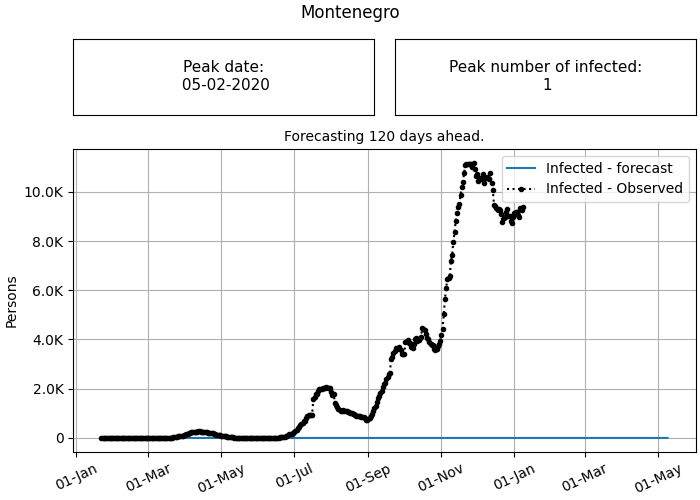 Montenegro
Peak date:
05-02-2020
Peak number of infected:
1
Forecasting 120 days ahead.
Infected - forecast
Infected - Observed
Persons
10.0K
8.0K
6.0K
4.0K
2.0K
0
01-Jan
01-Mar
01-May
01-Jul
01-Sep
01-Nov
01-Jan
01-Mar
01-May